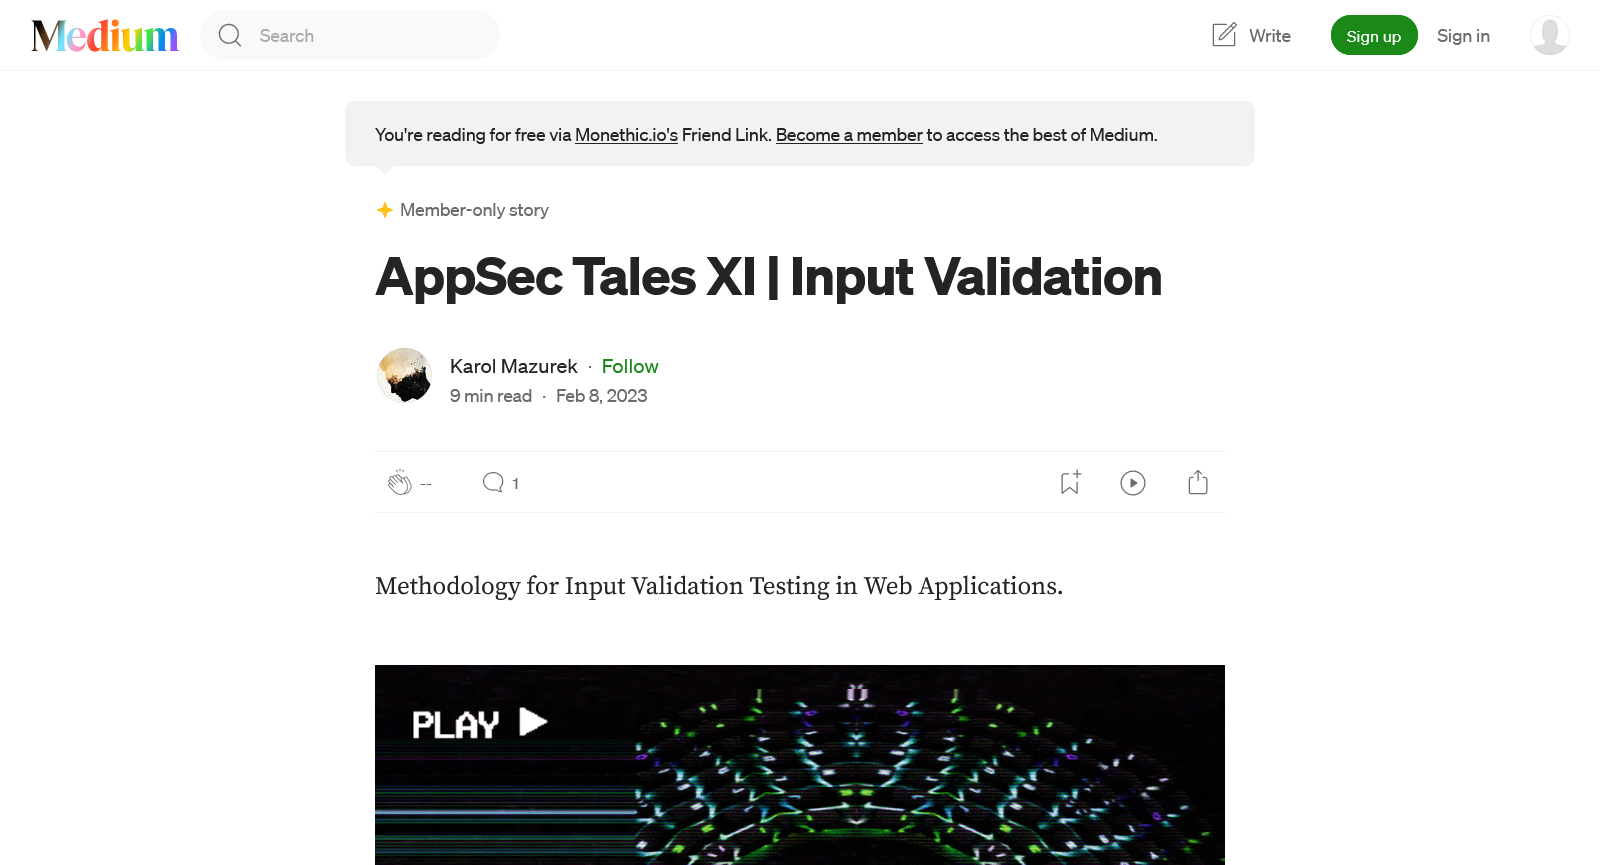 Medium
Search
Write
Sign up
Sign in
You're reading for free via Monethic.io's Friend Link. Become a member to access the best of Medium.
Member-only story
AppSec Tales XI | Input Validation
Karol Mazurek · Follow
9 min read · Feb 8, 2023
--
1
Methodology for Input Validation Testing in Web Applications.
PLAY